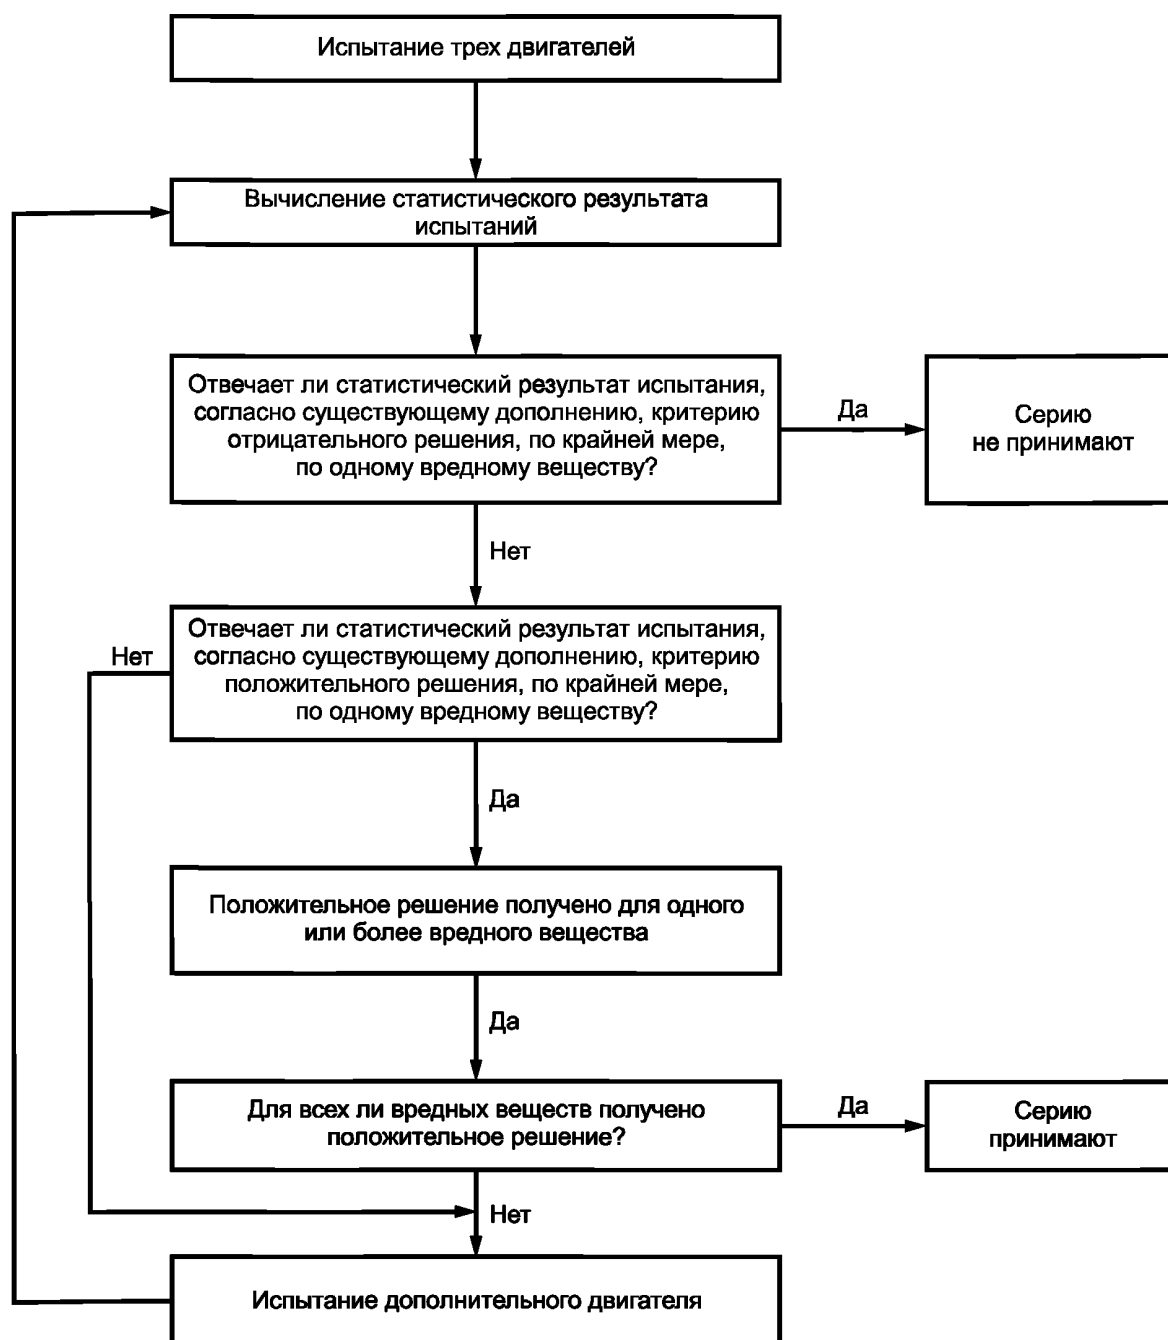 Испытание трех двигателей
Вычисление статистического результата
испытаний
Отвечает ли статистический результат испытания,
согласно существующему дополнению, критерию
отрицательного решения, по крайней мере,
по одному вредному веществу?
Да
Серию
не принимают
Нет
Отвечает ли статистический результат испытания,
согласно существующему дополнению, критерию
положительного решения, по крайней мере,
по одному вредному веществу?
Нет
Да
Положительное решение получено для одного
или более вредного вещества
Да
Для всех ли вредных веществ получено
положительное решение?
Да
Серию
принимают
Нет
Испытание дополнительного двигателя